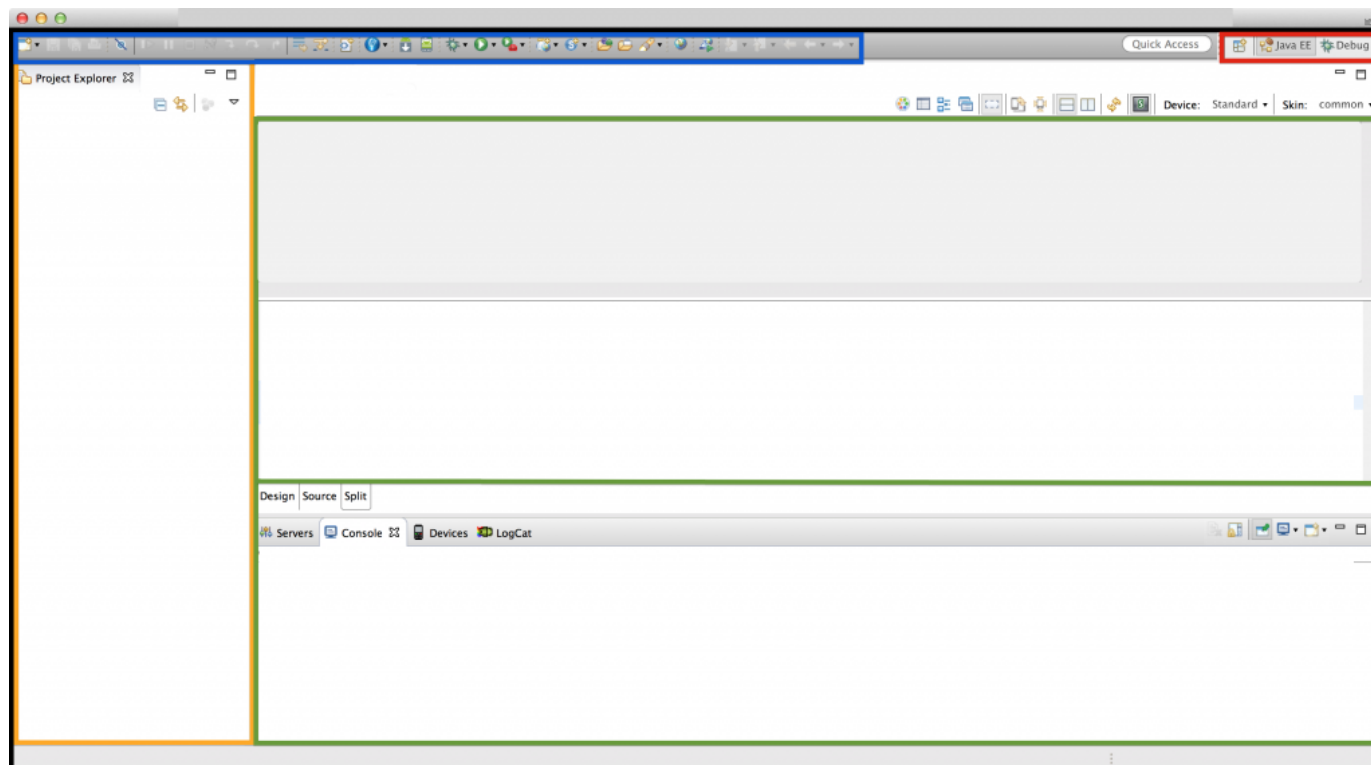 Quick Access
Java EE
Debug
Project Explorer
Device: Standard
Skin: common
Design
Source
Split
Servers
Console
Devices
LogCat